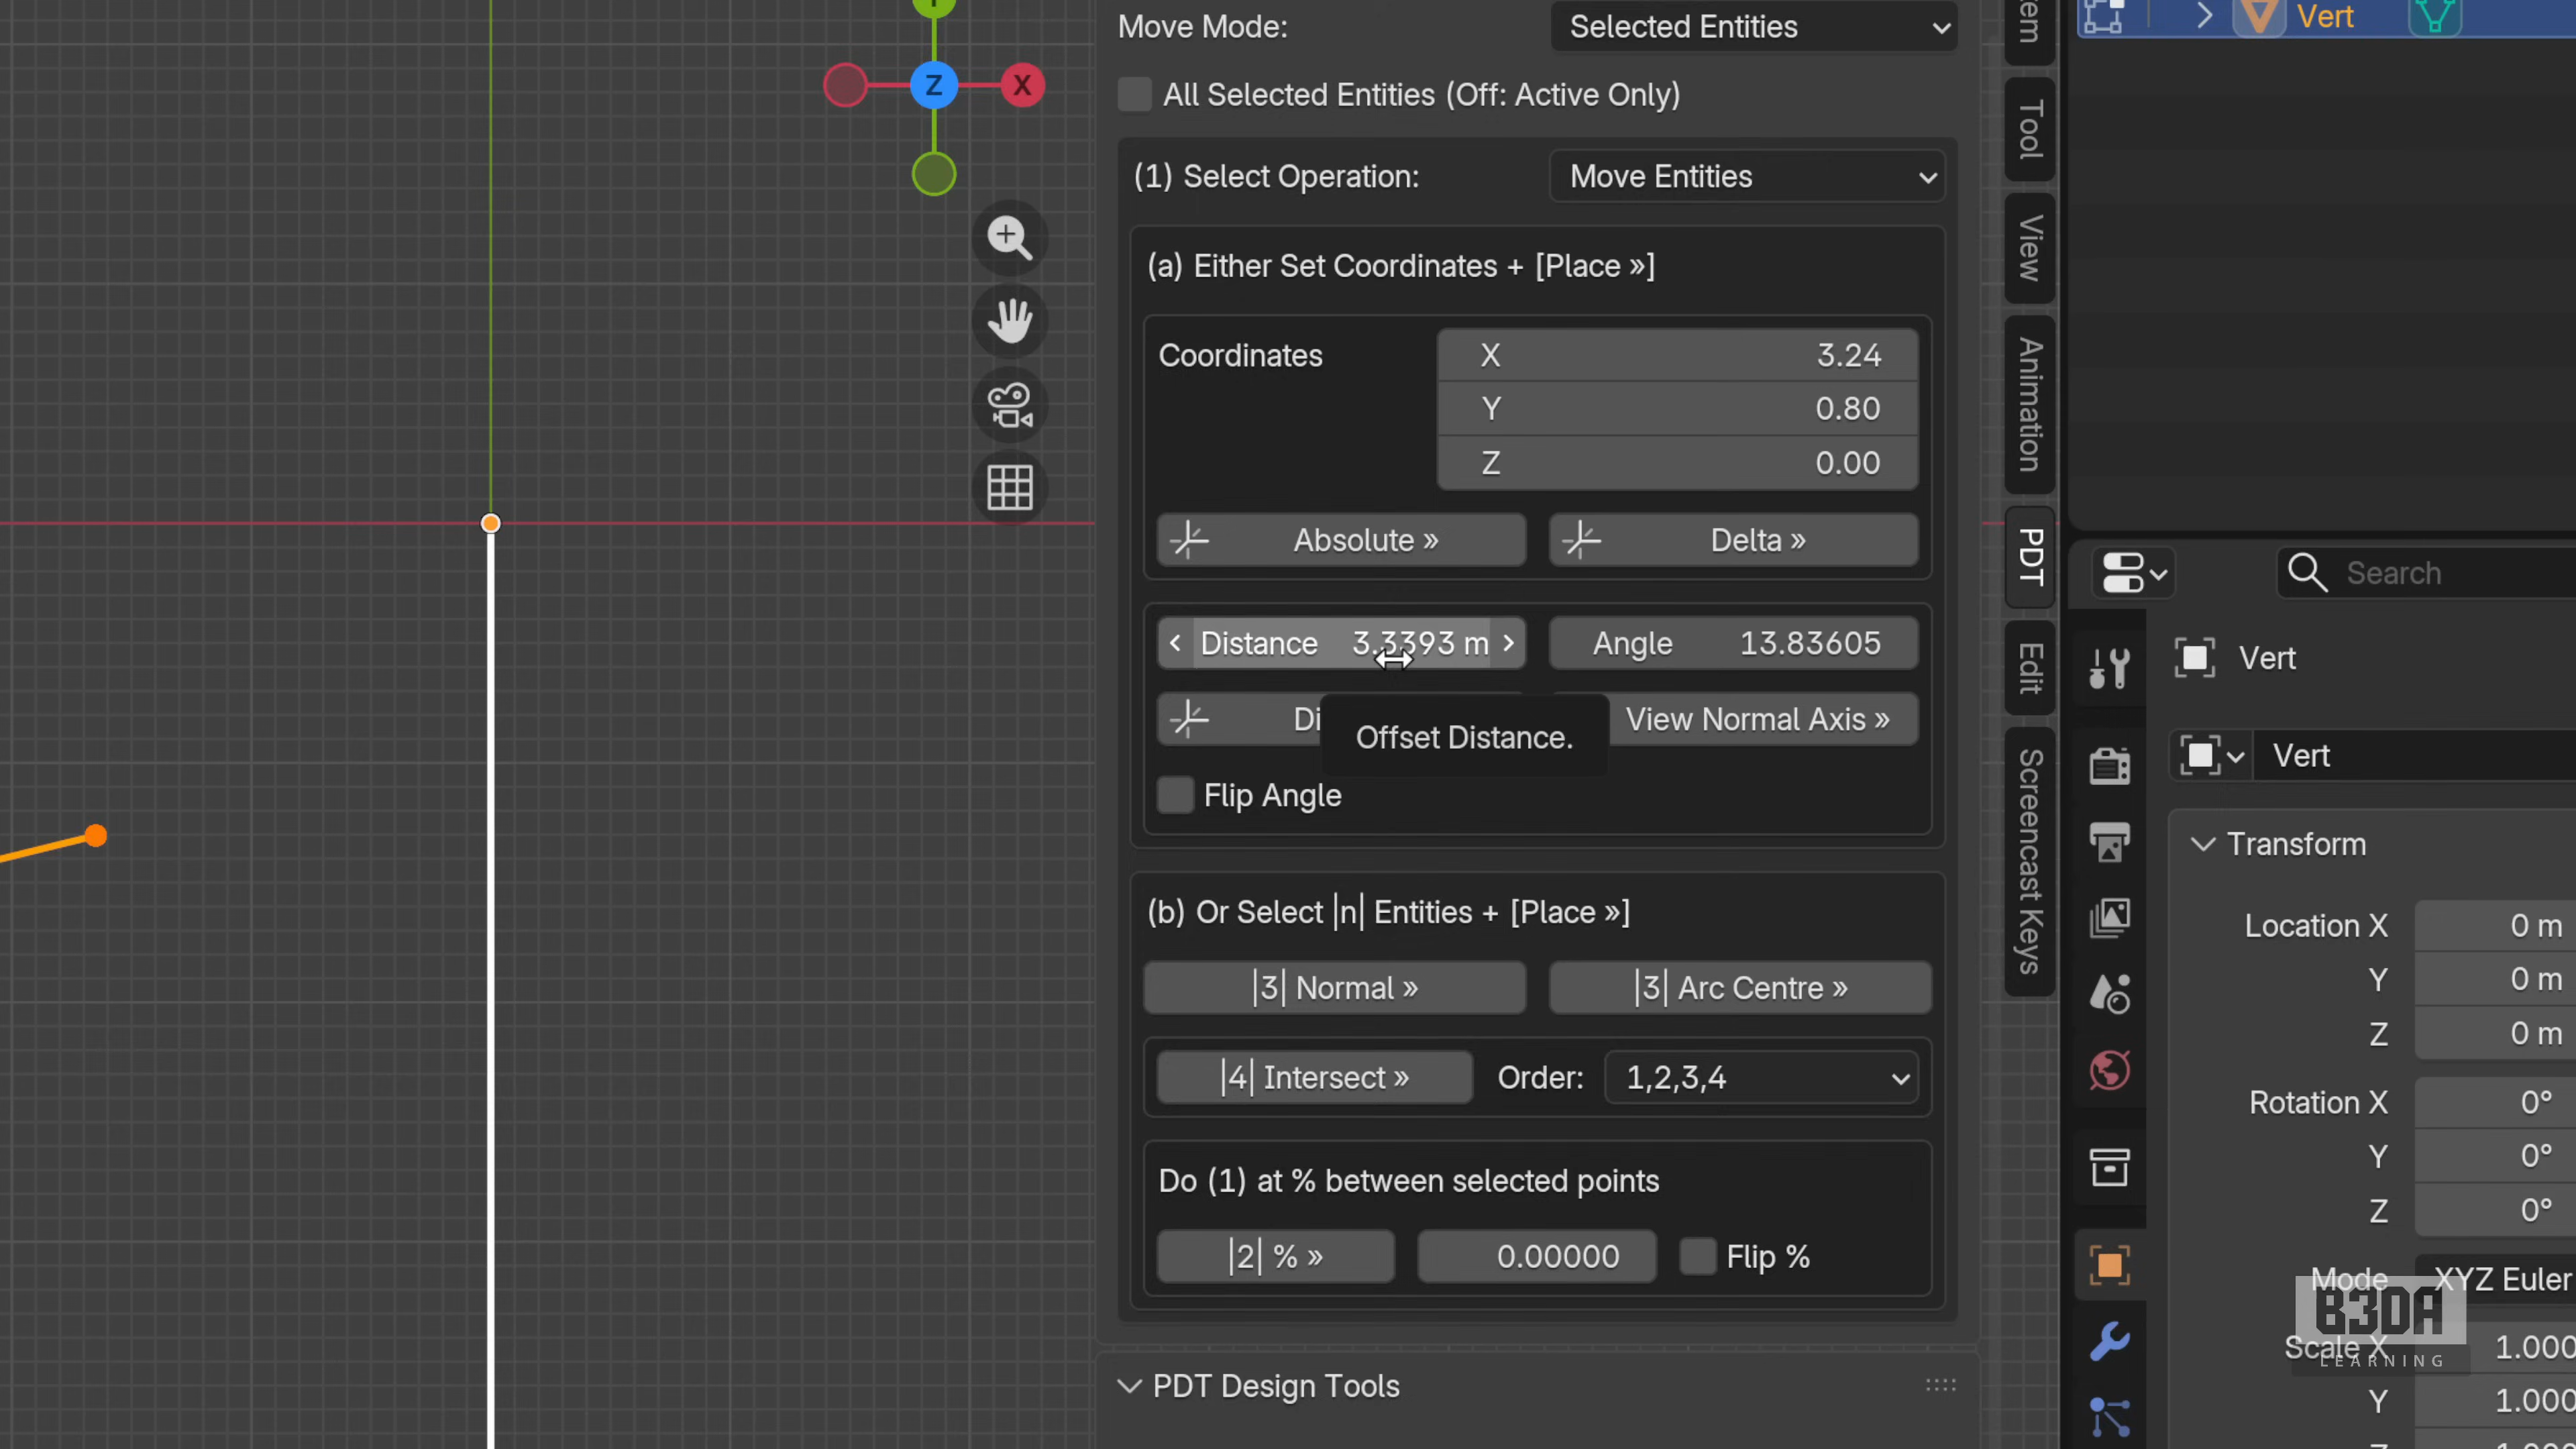 Move Mode:
Selected Entities
All Selected Entities (Off: Active Only)
(1) Select Operation:
Move Entities
(a) Either Set Coordinates + [Place »]
Coordinates
X 3.24
Y 0.80
Z 0.00
Absolute »
Delta »
Distance 3.3393 m
Angle 13.83605
Di
View Normal Axis »
Offset Distance.
Flip Angle
(b) Or Select |n| Entities + [Place »]
|3| Normal »
|3| Arc Centre »
|4| Intersect »
Order:
1,2,3,4
Do (1) at % between selected points
|2| % »
0.00000
Flip %
PDT Design Tools
Z
X
Tool
View
Animation
PDT
Edit
Screencast Keys
Vert
Search
Vert
Vert
Transform
Location X 0 m
Y 0 m
Z 0 m
Rotation X 0°
Y 0°
Z 0°
Mode XYZ Euler
Scale X 1.000
Y 1.000
B3DA
LEARNING